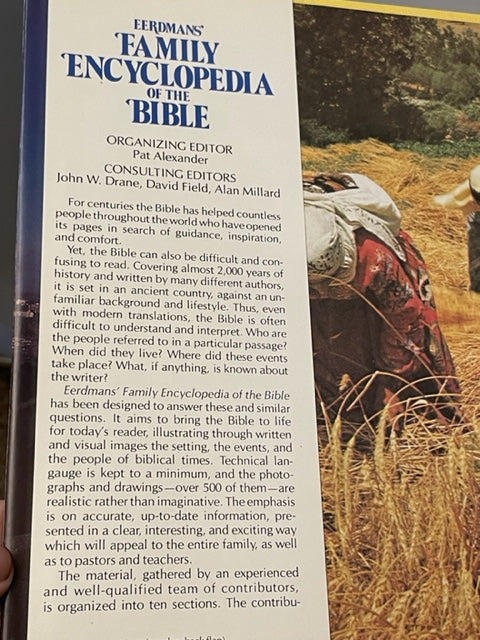 EERDMANS'
FAMILY
ENCYCLOPEDIA
OF THE
BIBLE
ORGANIZING EDITOR
Pat Alexander
CONSULTING EDITORS
John W. Drane, David Field, Alan Millard
For centuries the Bible has helped countless
people throughout the world who have opened
its pages in search of guidance, inspiration,
and comfort.
Yet, the Bible can also be difficult and con-
fusing to read. Covering almost 2,000 years of
history and written by many different authors,
it is set in an ancient country, against an un-
familiar background and lifestyle. Thus, even
with modern translations, the Bible is often
difficult to understand and interpret. Who are
the people referred to in a particular passage?
When did they live? Where did these events
take place? What, if anything, is known about
the writer?
Eerdmans' Family Encyclopedia of the Bible
has been designed to answer these and similar
questions. It aims to bring the Bible to life
for today's reader, illustrating through written
and visual images the setting, the events, and
the people of biblical times. Technical lan-
guage is kept to a minimum, and the photo-
graphs and drawings—over 500 of them—are
realistic rather than imaginative. The emphasis
is on accurate, up-to-date information, pre-
sented in a clear, interesting, and exciting way
which will appeal to the entire family, as well
as to pastors and teachers.
The material, gathered by an experienced
and well-qualified team of contributors,
is organized into ten sections. The contribu-
back flap)